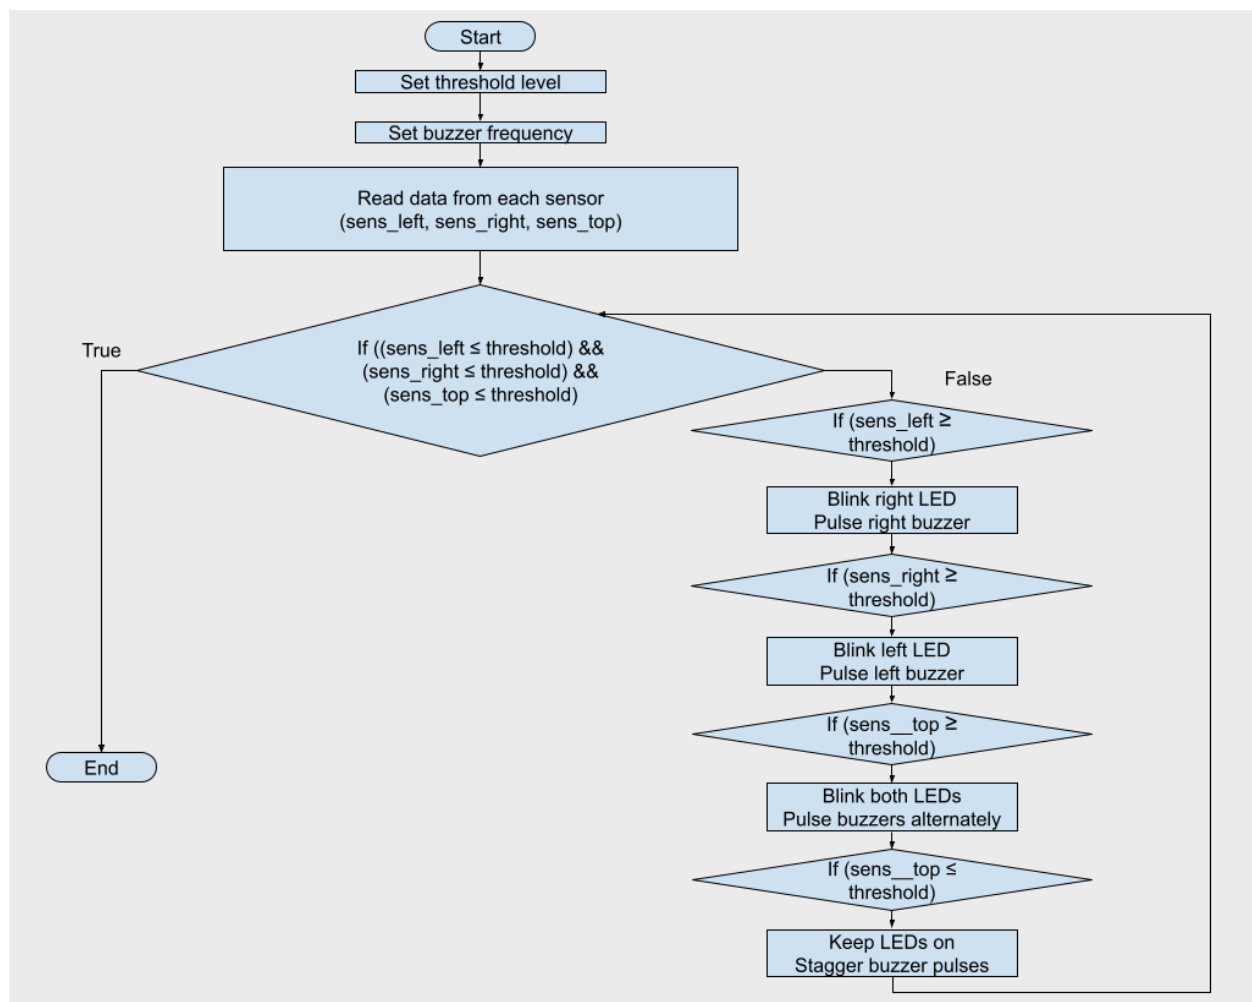 Start
Set threshold level
Set buzzer frequency
Read data from each sensor
(sens_left, sens_right, sens_top)
True
If ((sens_left ≤ threshold) &&
(sens_right ≤ threshold) &&
(sens_top ≤ threshold)
False
If (sens_left ≥
threshold)
Blink right LED
Pulse right buzzer
If (sens_right ≥
threshold)
Blink left LED
Pulse left buzzer
If (sens__top ≥
threshold)
End
Blink both LEDs
Pulse buzzers alternately
If (sens__top ≤
threshold)
Keep LEDs on
Stagger buzzer pulses